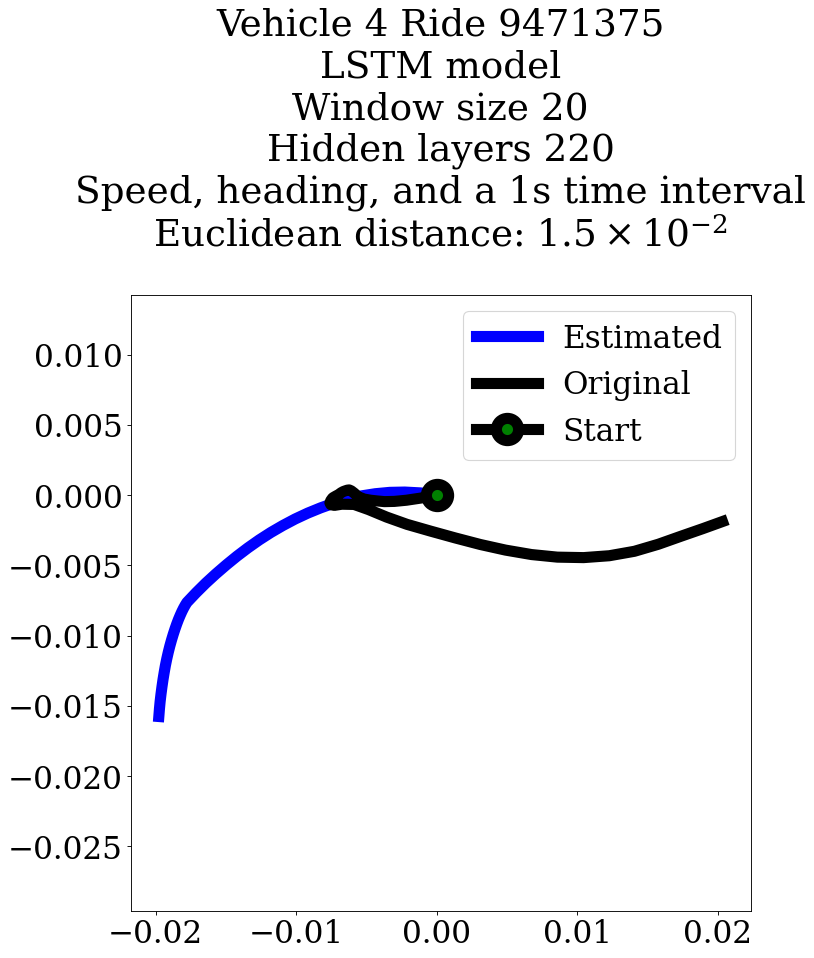 Vehicle 4 Ride 9471375
LSTM model
Window size 20
Hidden layers 220
Speed, heading, and a 1s time interval
Euclidean distance: 1.5 × 10⁻²
Estimated
Original
Start
0.010
0.005
0.000
−0.005
−0.010
−0.015
−0.020
−0.025
−0.02 −0.01 0.00 0.01 0.02